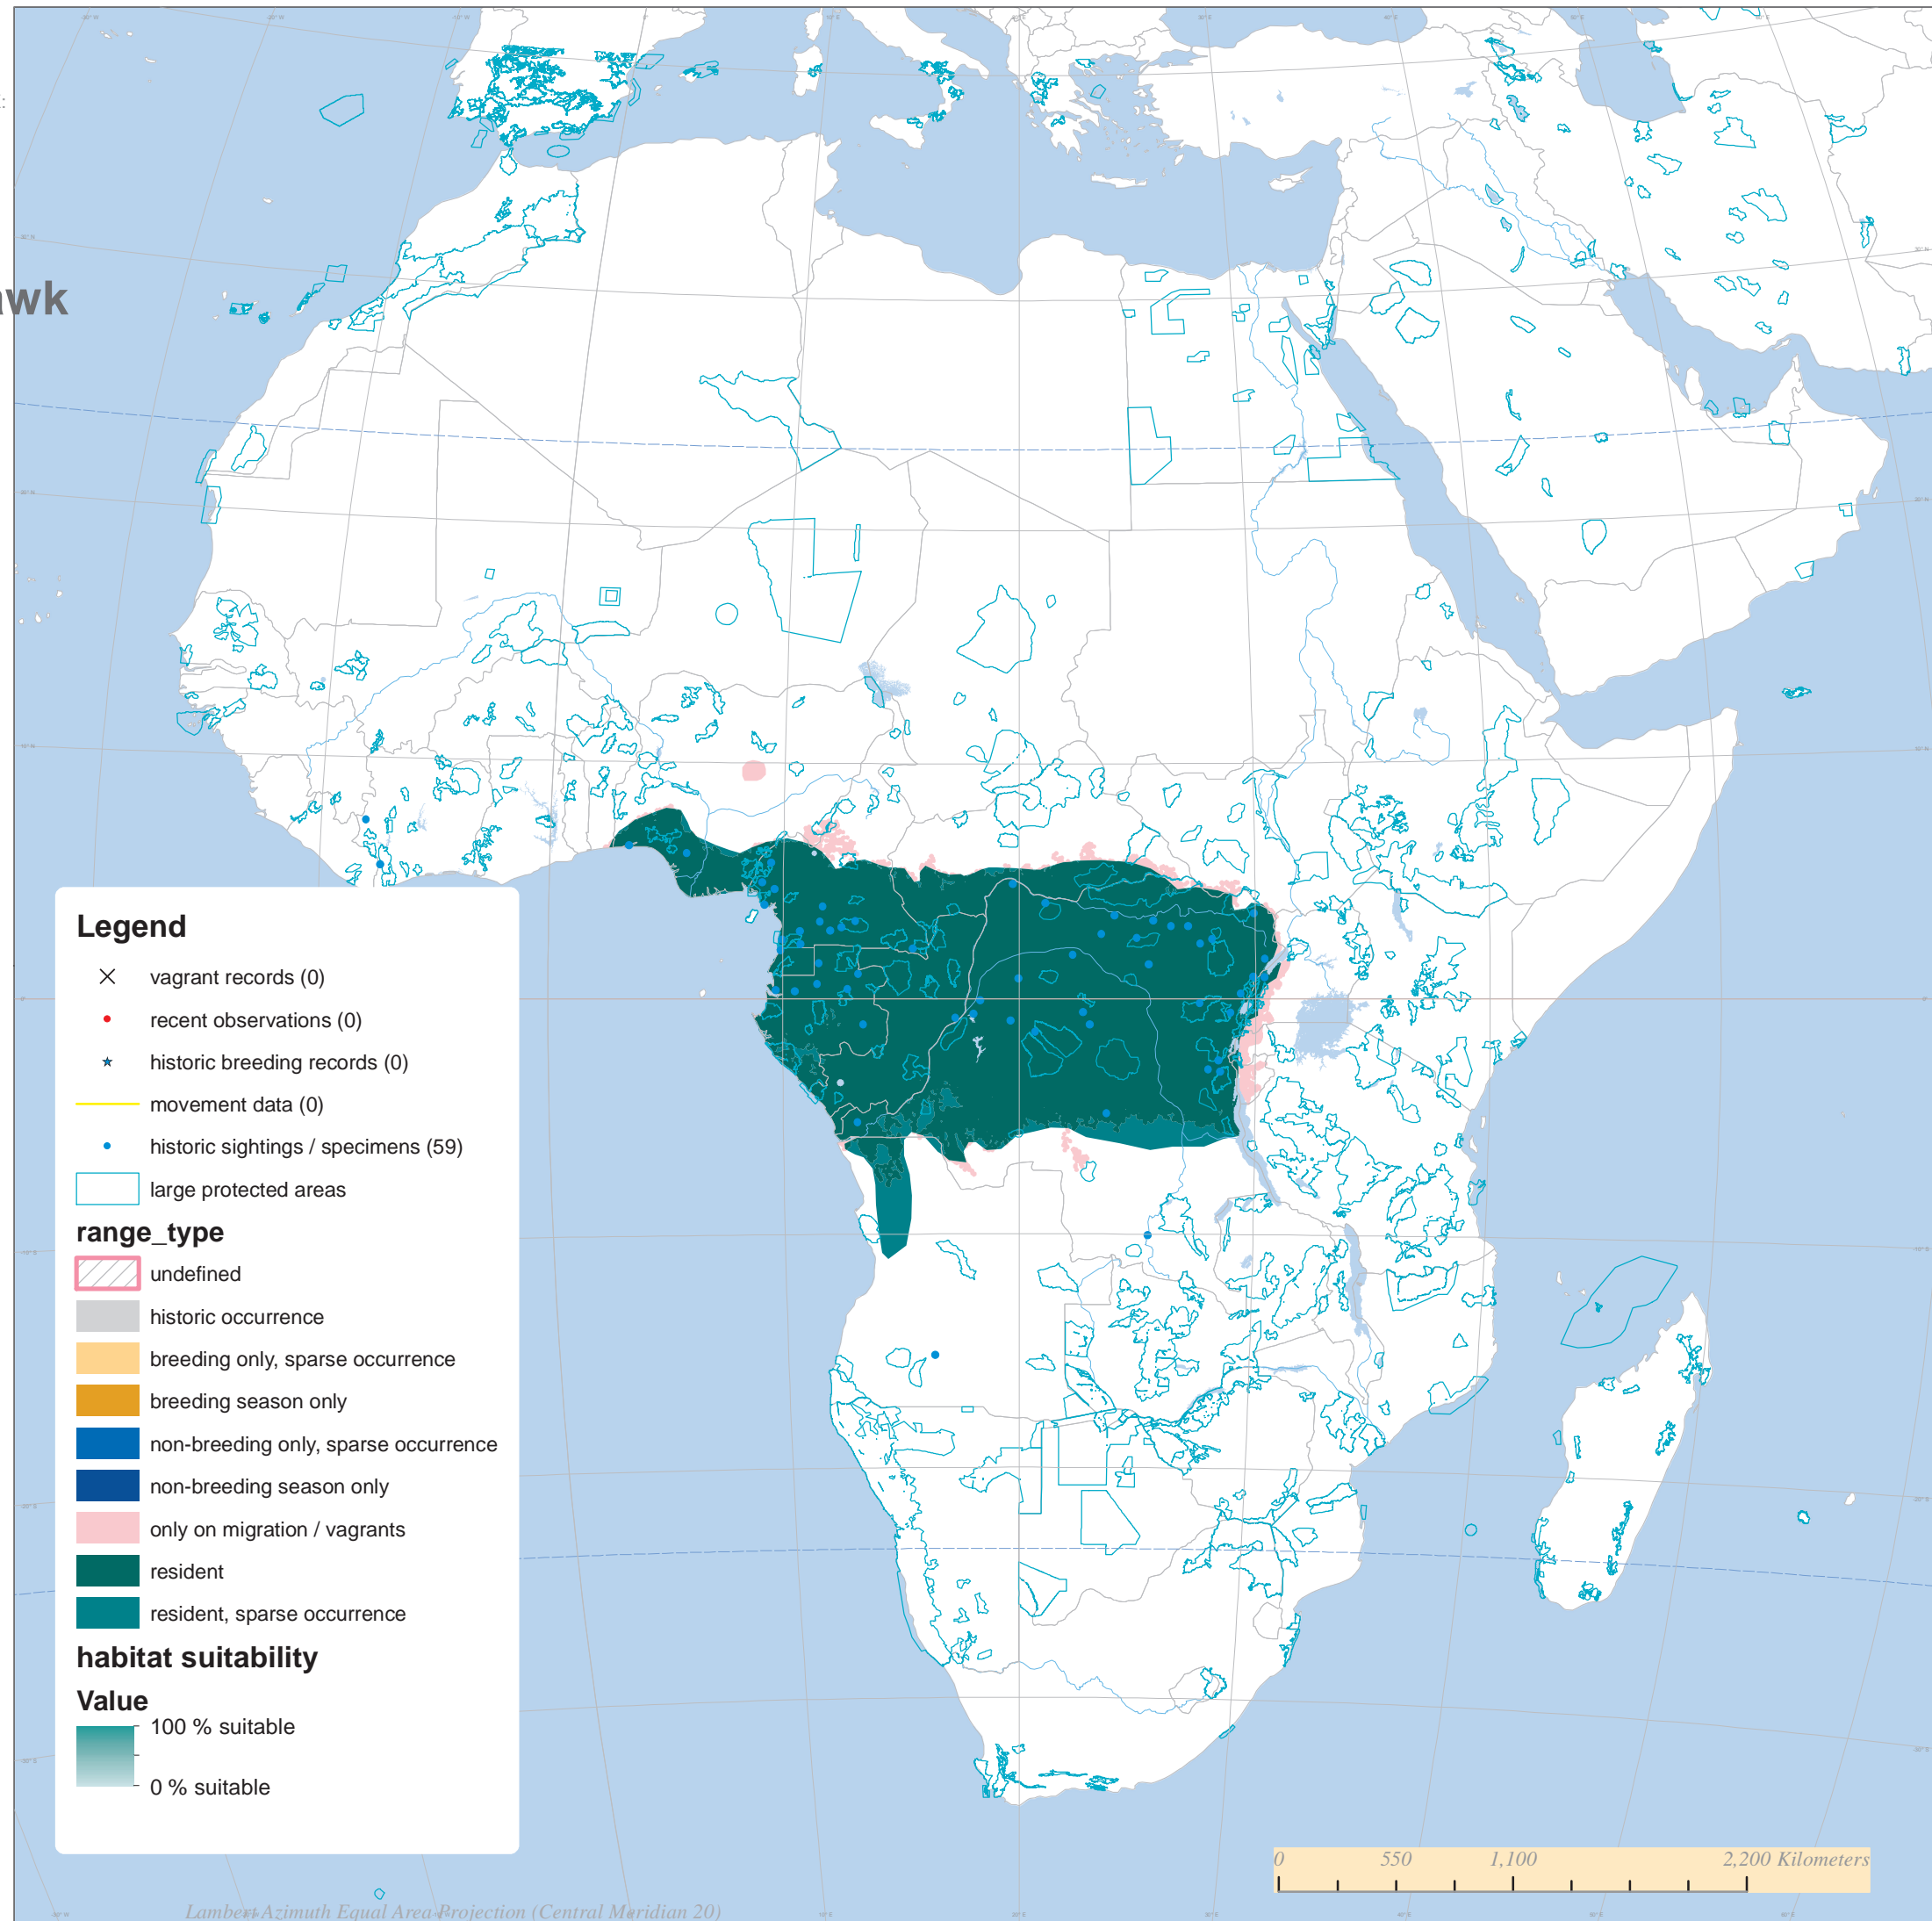 awk
Legend
vagrant records (0)
recent observations (0)
historic breeding records (0)
movement data (0)
historic sightings / specimens (59)
large protected areas
range_type
undefined
historic occurrence
breeding only, sparse occurrence
breeding season only
non-breeding only, sparse occurrence
non-breeding season only
only on migration / vagrants
resident
resident, sparse occurrence
habitat suitability
Value
100 % suitable
0 % suitable
0 550 1,100 2,200 Kilometers
Lambert Azimuth Equal Area Projection (Central Meridian 20)